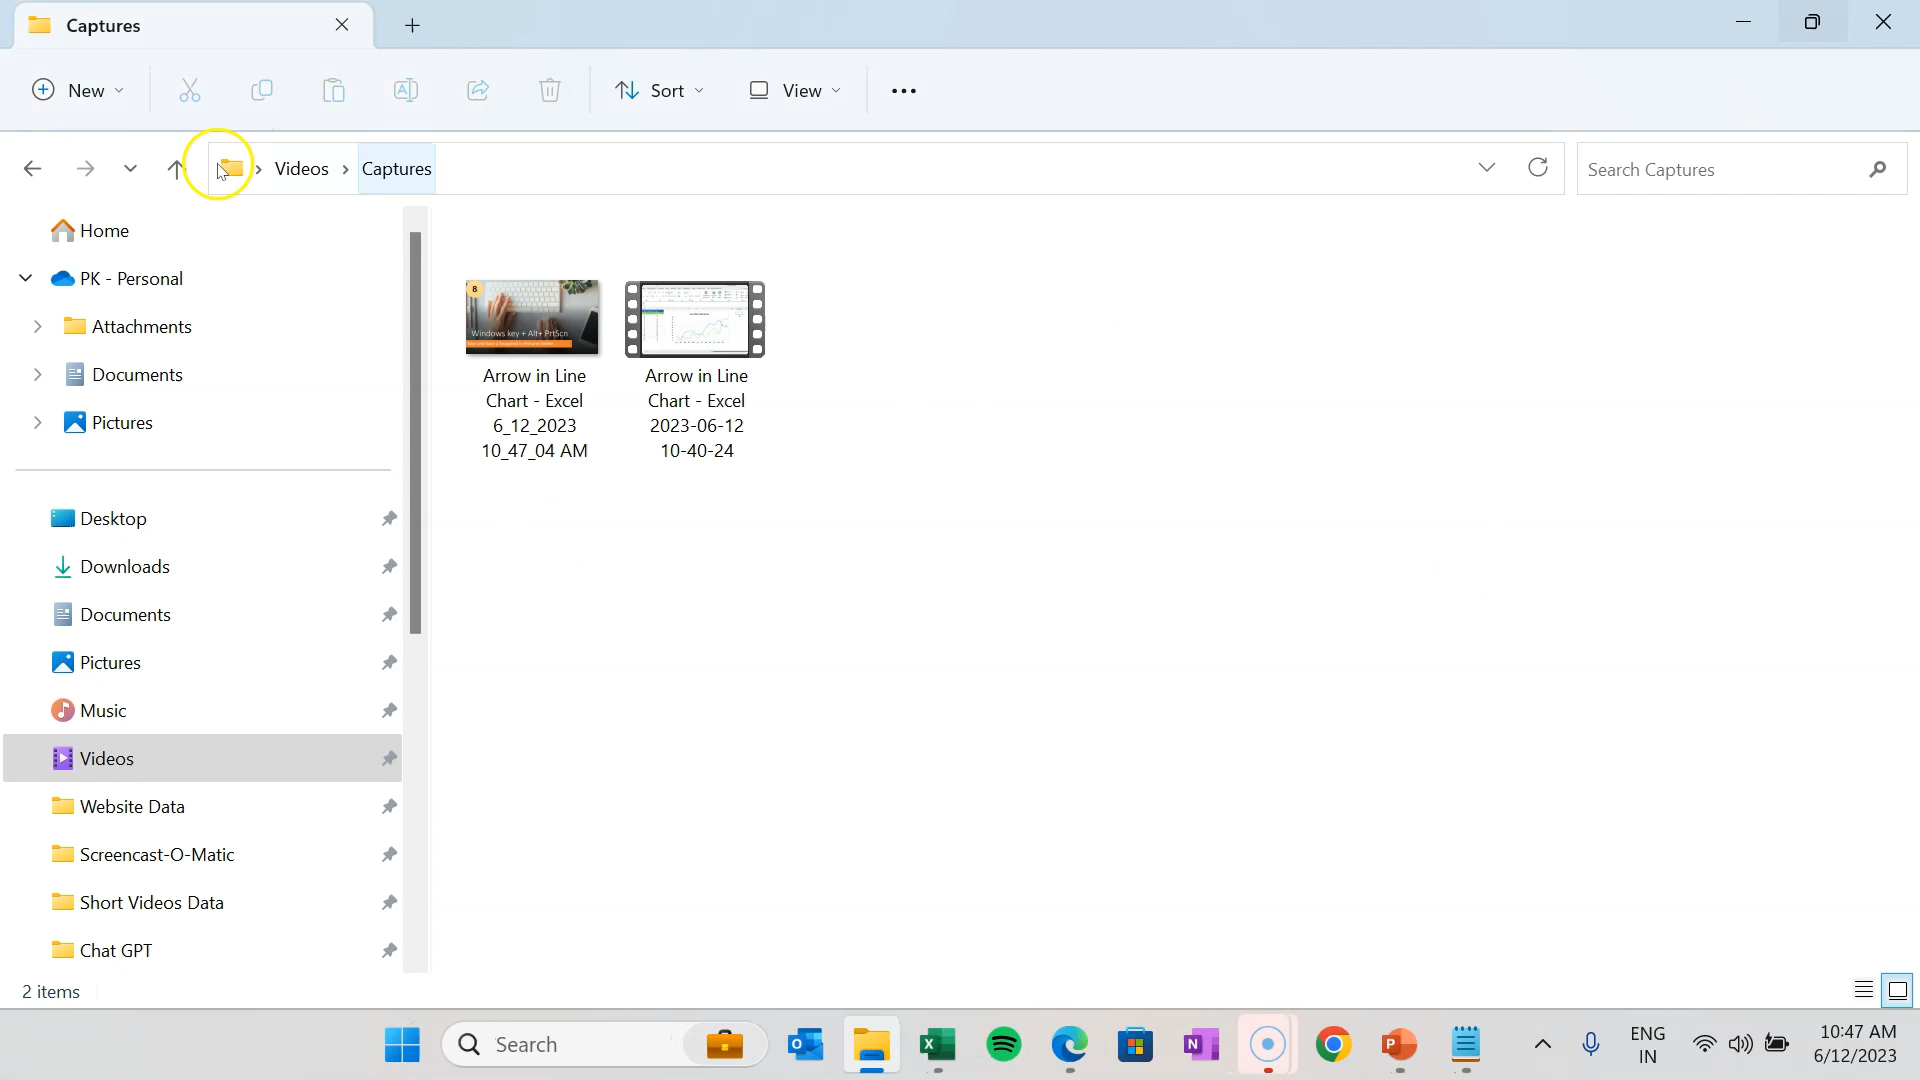 Captures
New
Sort
View
Videos
Captures
Search Captures
Home
PK - Personal
Attachments
Documents
Pictures
Desktop
Downloads
Documents
Pictures
Music
Videos
Website Data
Screencast-O-Matic
Short Videos Data
Chat GPT
8
Windows key + Alt+ PrtScn
Arrow in Line
Chart - Excel
6_12_2023
10_47_04 AM
Arrow in Line
Chart - Excel
2023-06-12
10-40-24
2 items
Search
ENG
IN
10:47 AM
6/12/2023